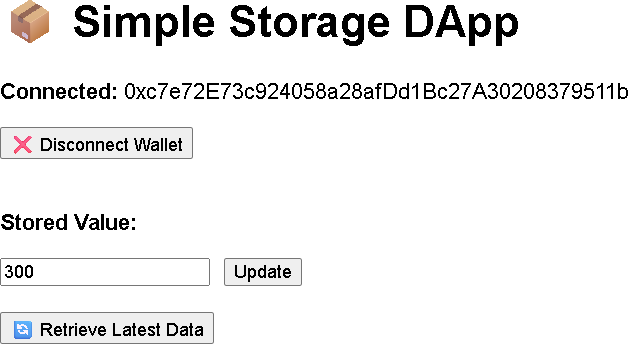 📦 Simple Storage DApp
Connected: 0xc7e72E73c924058a28afDd1Bc27A30208379511b
❌ Disconnect Wallet
Stored Value:
300 Update
🔄 Retrieve Latest Data